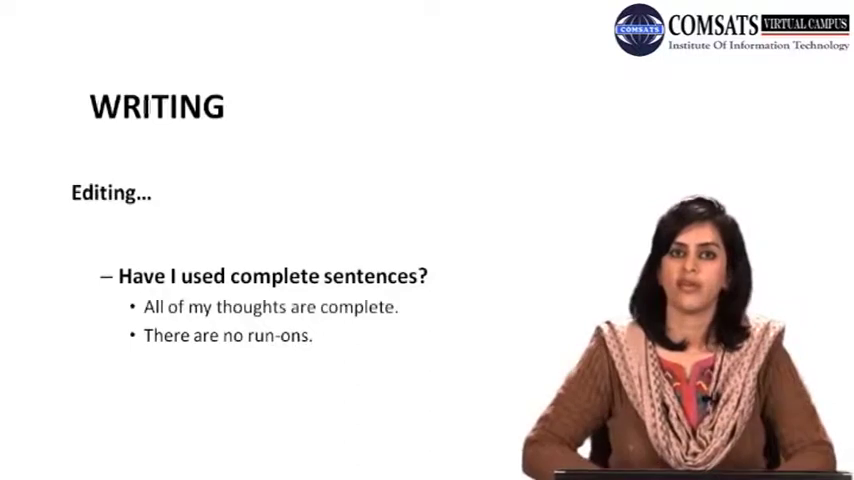 COMSATS
COMSATS VIRTUAL CAMPUS
Institute Of Information Technology
WRITING
Editing...
– Have I used complete sentences?
• All of my thoughts are complete.
• There are no run-ons.